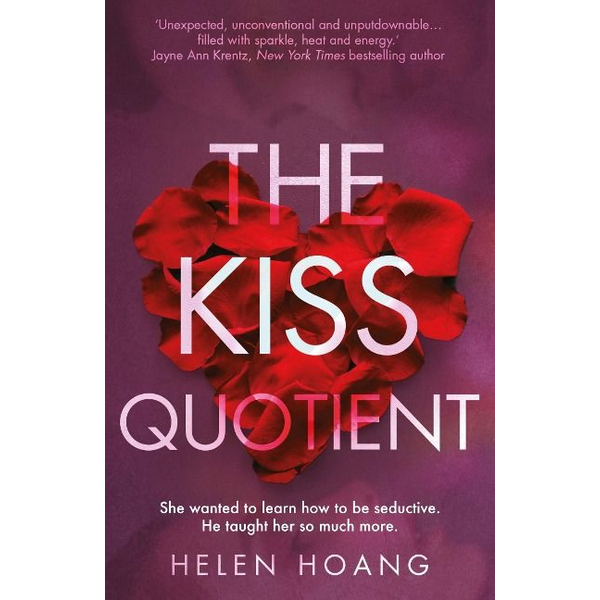 ‘Unexpected, unconventional and unputdownable…
filled with sparkle, heat and energy.‘
Jayne Ann Krentz, New York Times bestselling author
THE
KISS
QUOTIENT
She wanted to learn how to be seductive.
He taught her so much more.
HELEN HOANG